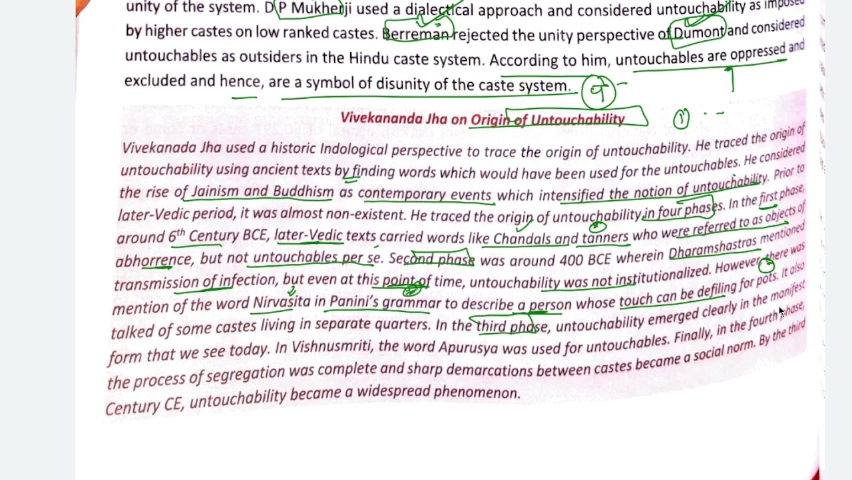 unity of the system. D P Mukherji used a dialectical approach and considered untouchability as imposed
by higher castes on low ranked castes. Berreman rejected the unity perspective of Dumont and considered
untouchables as outsiders in the Hindu caste system. According to him, untouchables are oppressed and
excluded and hence, are a symbol of disunity of the caste system.
Vivekananda Jha on Origin of Untouchability
Vivekanada Jha used a historic Indological perspective to trace the origin of untouchability. He traced the origin of
untouchability using ancient texts by finding words which would have been used for the untouchables. He considered
the rise of Jainism and Buddhism as contemporary events which intensified the notion of untouchability. Prior to
later-Vedic period, it was almost non-existent. He traced the origin of untouchability in four phases. In the first phase,
around 6th Century BCE, later-Vedic texts carried words like Chandals and tanners who were referred to as objects of
abhorrence, but not untouchables per se. Second phase was around 400 BCE wherein Dharamshastras mentioned
transmission of infection, but even at this point of time, untouchability was not institutionalized. However there was
mention of the word Nirvasita in Panini's grammar to describe a person whose touch can be defiling for pots. It also
talked of some castes living in separate quarters. In the third phase, untouchability emerged clearly in the manifest
form that we see today. In Vishnusmriti, the word Apurusya was used for untouchables. Finally, in the fourth phase,
the process of segregation was complete and sharp demarcations between castes became a social norm. By the third
Century CE, untouchability became a widespread phenomenon.